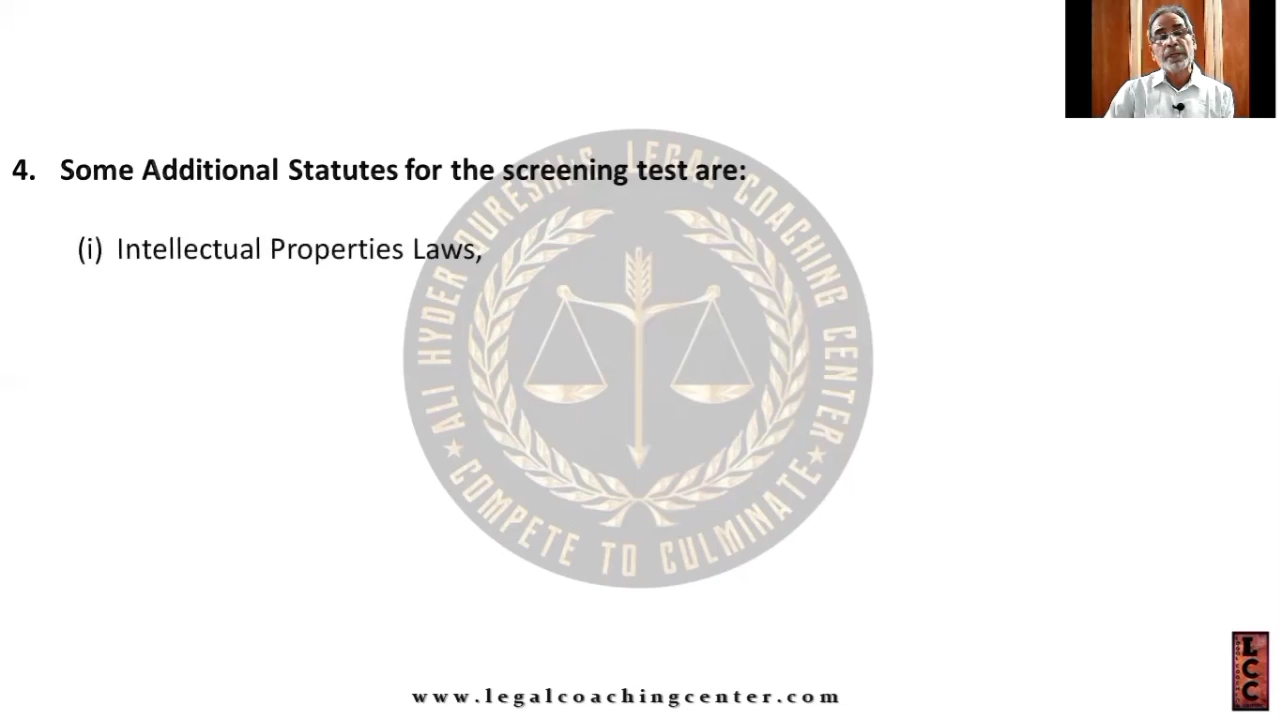 4. Some Additional Statutes for the screening test are:
(i) Intellectual Properties Laws,
ALI HYDER QURESHI'S LEGAL COACHING CENTER
COMPETE TO CULMINATE
www.legalcoachingcenter.com
LCC